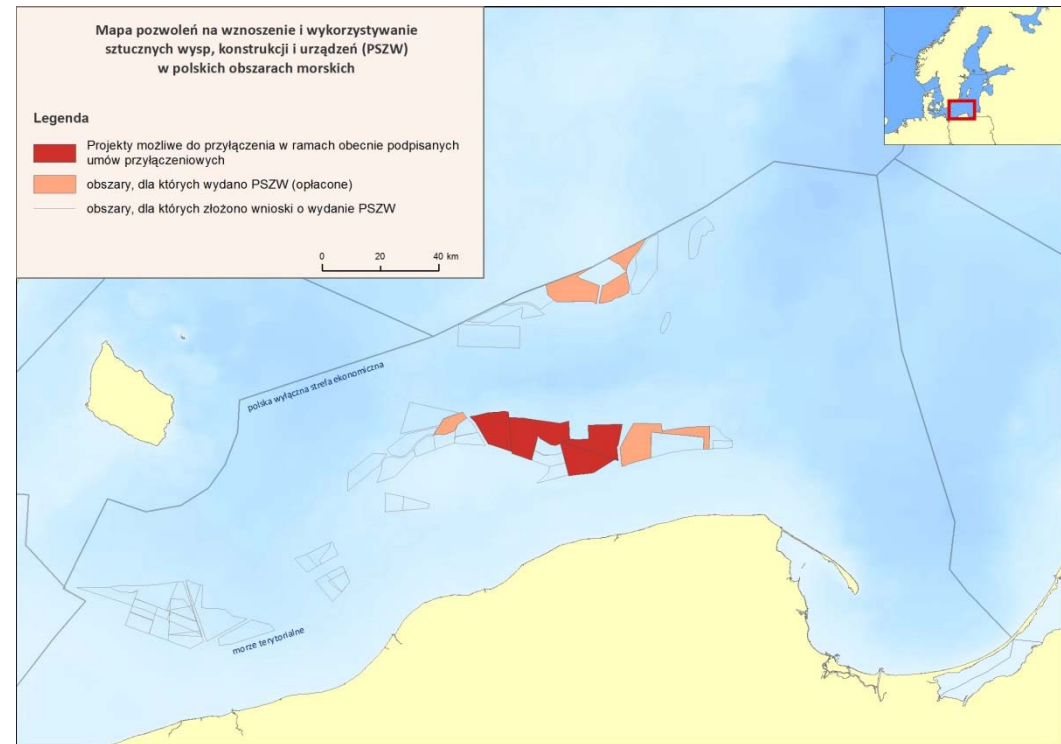 Mapa pozwoleń na wznoszenie i wykorzystywanie
sztucznych wysp, konstrukcji i urządzeń (PSZW)
w polskich obszarach morskich
Legenda
Projekty możliwe do przyłączenia w ramach obecnie podpisanych
umów przyłączeniowych
obszary, dla których wydano PSZW (opłacone)
obszary, dla których złożono wnioski o wydanie PSZW
0 20 40 km
polska wyłączna strefa ekonomiczna
morze terytorialne